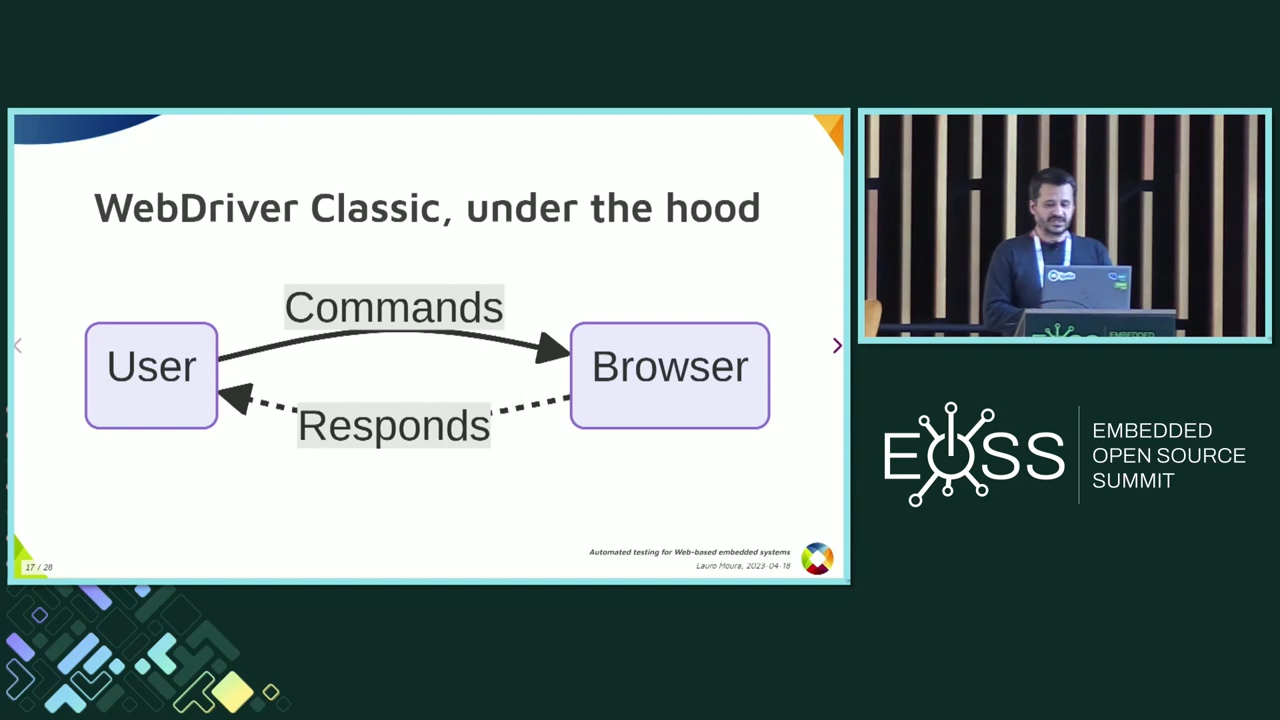 WebDriver Classic, under the hood
Commands
User
Browser
Responds
Automated testing for Web-based embedded systems
17 / 28
Lauro Moura, 2023-04-18
EOSS
EMBEDDED
OPEN SOURCE
SUMMIT
EMBEDDED